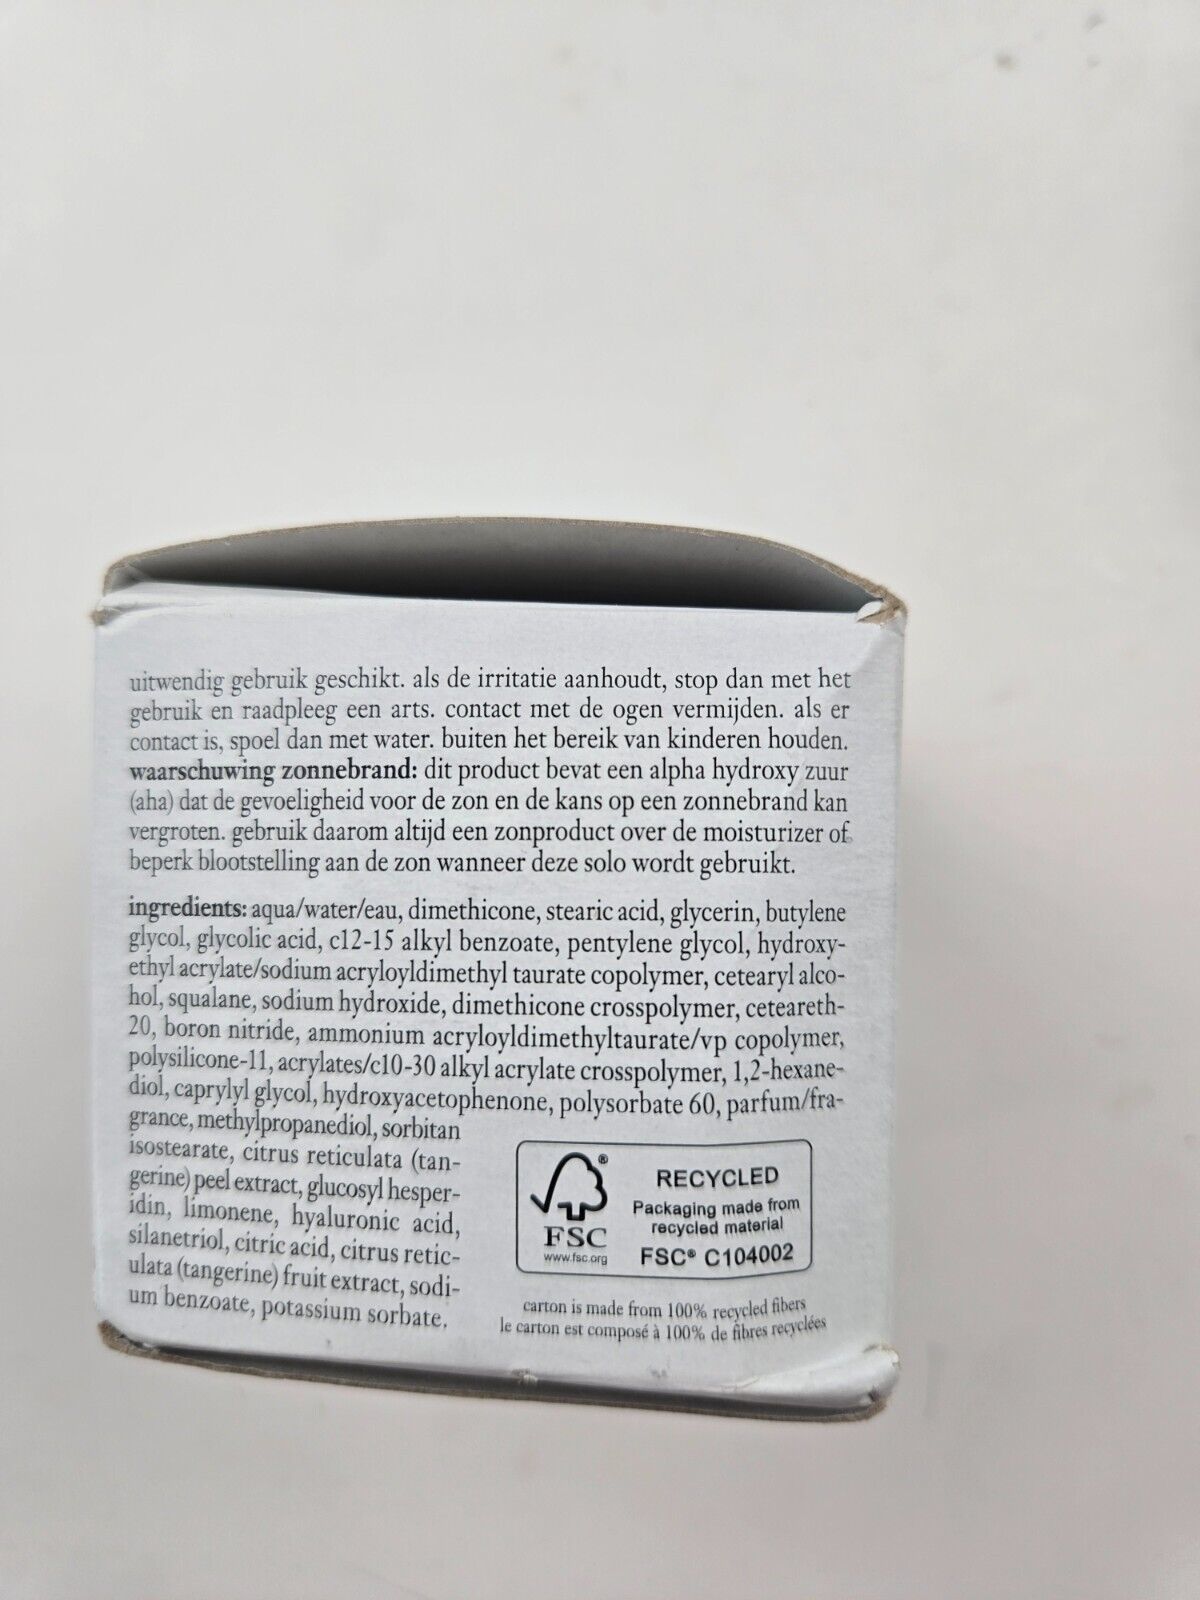 uitwendig gebruik geschikt. als de irritatie aanhoudt, stop dan met het
gebruik en raadpleeg een arts. contact met de ogen vermijden. als er
contact is, spoel dan met water. buiten het bereik van kinderen houden.
waarschuwing zonnebrand: dit product bevat een alpha hydroxy zuur
(aha) dat de gevoeligheid voor de zon en de kans op een zonnebrand kan
vergroten. gebruik daarom altijd een zonproduct over de moisturizer of
beperk blootstelling aan de zon wanneer deze solo wordt gebruikt.
ingredients: aqua/water/eau, dimethicone, stearic acid, glycerin, butylene
glycol, glycolic acid, c12-15 alkyl benzoate, pentylene glycol, hydroxy-
ethyl acrylate/sodium acryloyldimethyl taurate copolymer, cetearyl alco-
hol, squalane, sodium hydroxide, dimethicone crosspolymer, ceteareth-
20, boron nitride, ammonium acryloyldimethyltaurate/vp copolymer,
polysilicone-11, acrylates/c10-30 alkyl acrylate crosspolymer, 1,2-hexane-
diol, caprylyl glycol, hydroxyacetophenone, polysorbate 60, parfum/fra-
grance, methylpropanediol, sorbitan
isostearate, citrus reticulata (tan-
gerine) peel extract, glucosyl hesper-
idin, limonene, hyaluronic acid,
silanetriol, citric acid, citrus retic-
ulata (tangerine) fruit extract, sodi-
um benzoate, potassium sorbate.
®
FSC
www.fsc.org
RECYCLED
Packaging made from
recycled material
FSC® C104002
carton is made from 100% recycled fibers
le carton est composé à 100% de fibres recyclées